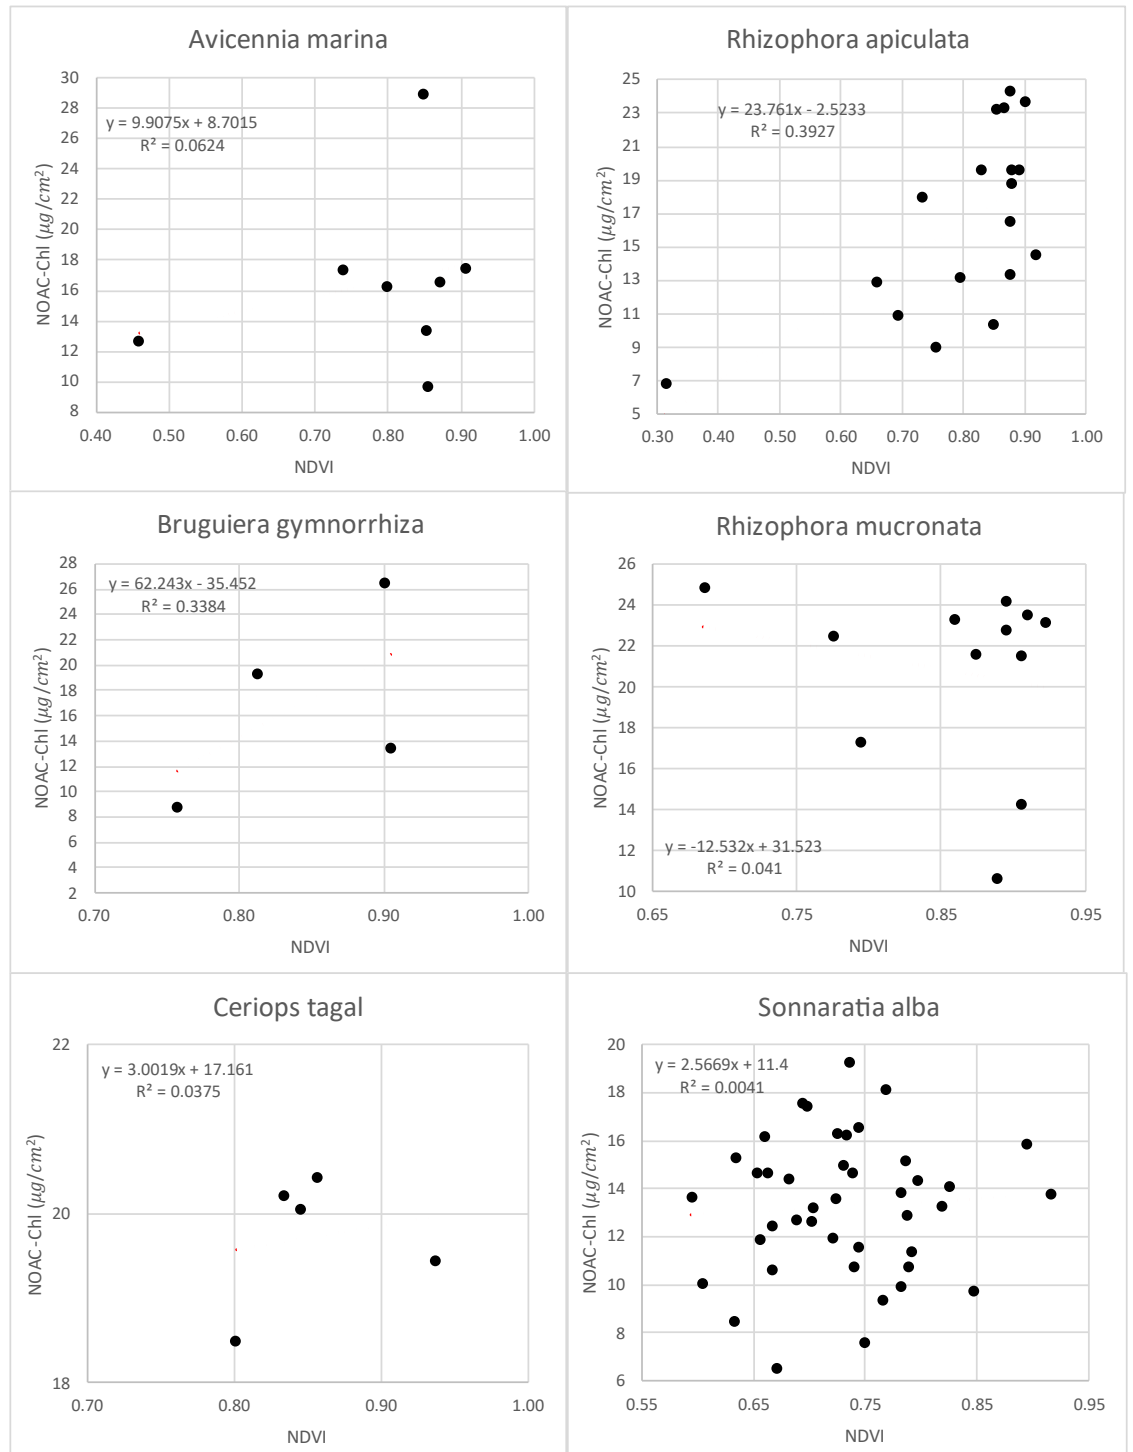 Avicennia marina
y = 9.9075x + 8.7015
R² = 0.0624
NOAC-Chl (μg/cm²)
30
28
26
24
22
20
18
16
14
12
10
8
0.40 0.50 0.60 0.70 0.80 0.90 1.00
NDVI
Rhizophora apiculata
y = 23.761x - 2.5233
R² = 0.3927
NOAC-Chl (μg/cm²)
25
23
21
19
17
15
13
11
9
7
5
0.30 0.40 0.50 0.60 0.70 0.80 0.90 1.00
NDVI
Bruguiera gymnorrhiza
y = 62.243x - 35.452
R² = 0.3384
NOAC-Chl (μg/cm²)
28
26
24
22
20
18
16
14
12
10
8
6
4
2
0.70 0.80 0.90 1.00
NDVI
Rhizophora mucronata
NOAC-Chl (μg/cm²)
26
24
22
20
18
16
14
12
10
y = -12.532x + 31.523
R² = 0.041
0.65 0.75 0.85 0.95
NDVI
Ceriops tagal
y = 3.0019x + 17.161
R² = 0.0375
NOAC-Chl (μg/cm²)
22
20
18
0.70 0.80 0.90 1.00
NDVI
Sonnaratia alba
y = 2.5669x + 11.4
R² = 0.0041
NOAC-Chl (μg/cm²)
20
18
16
14
12
10
8
6
0.55 0.65 0.75 0.85 0.95
NDVI